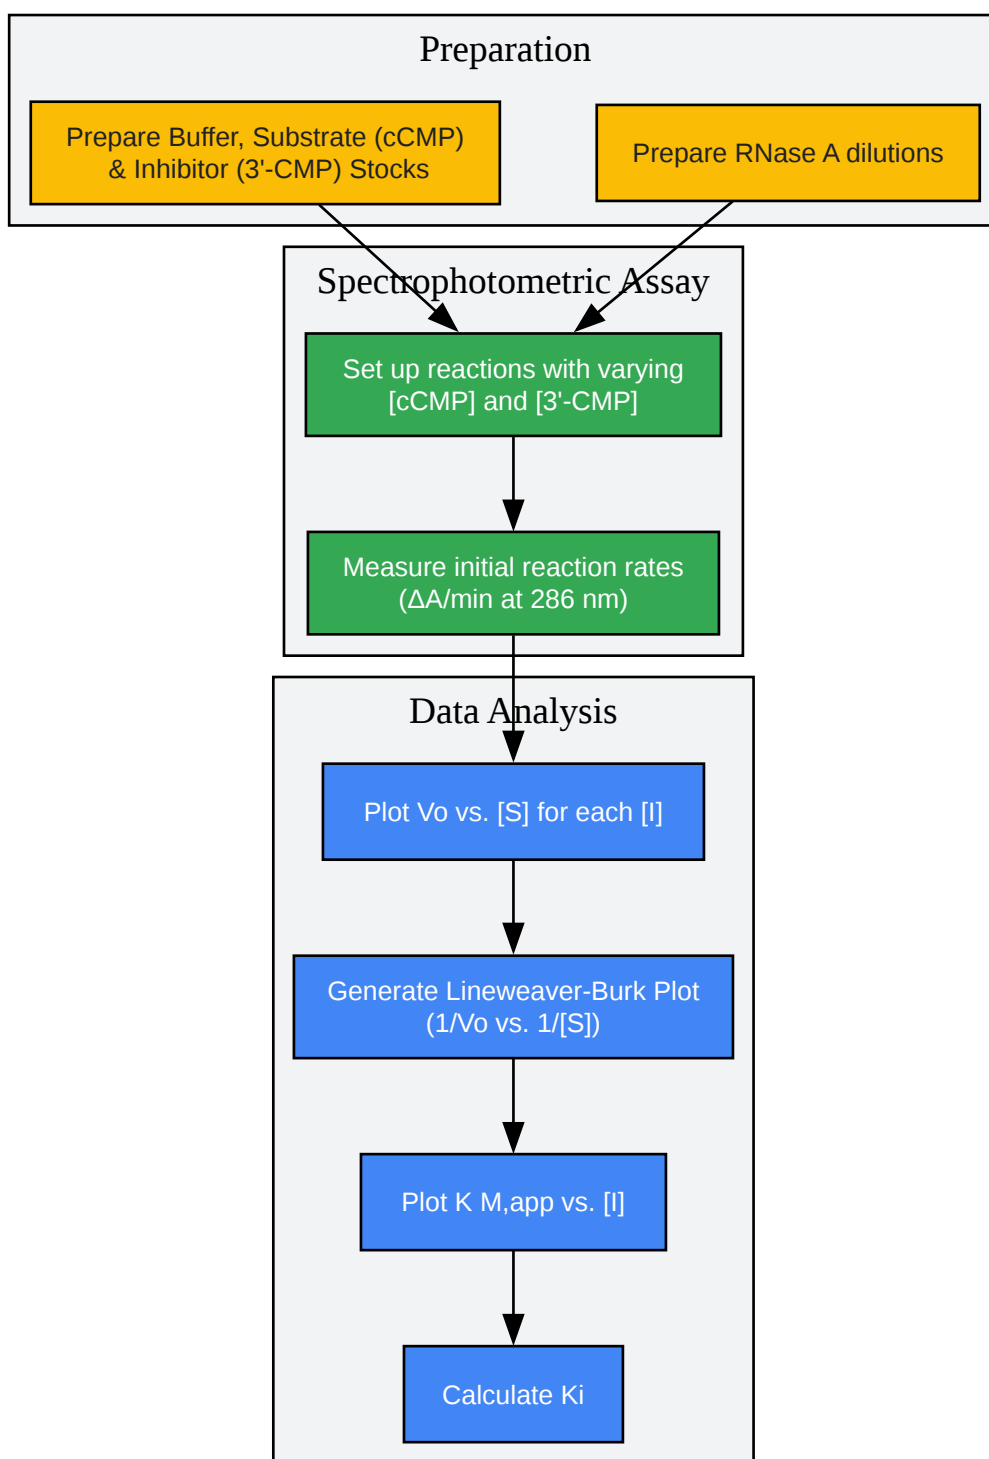 Preparation
Prepare Buffer, Substrate (cCMP)
& Inhibitor (3'-CMP) Stocks
Prepare RNase A dilutions
Spectrophotometric Assay
Set up reactions with varying
[cCMP] and [3'-CMP]
Measure initial reaction rates
(ΔA/min at 286 nm)
Data Analysis
Plot Vo vs. [S] for each [I]
Generate Lineweaver-Burk Plot
(1/Vo vs. 1/[S])
Plot K M,app vs. [I]
Calculate Ki